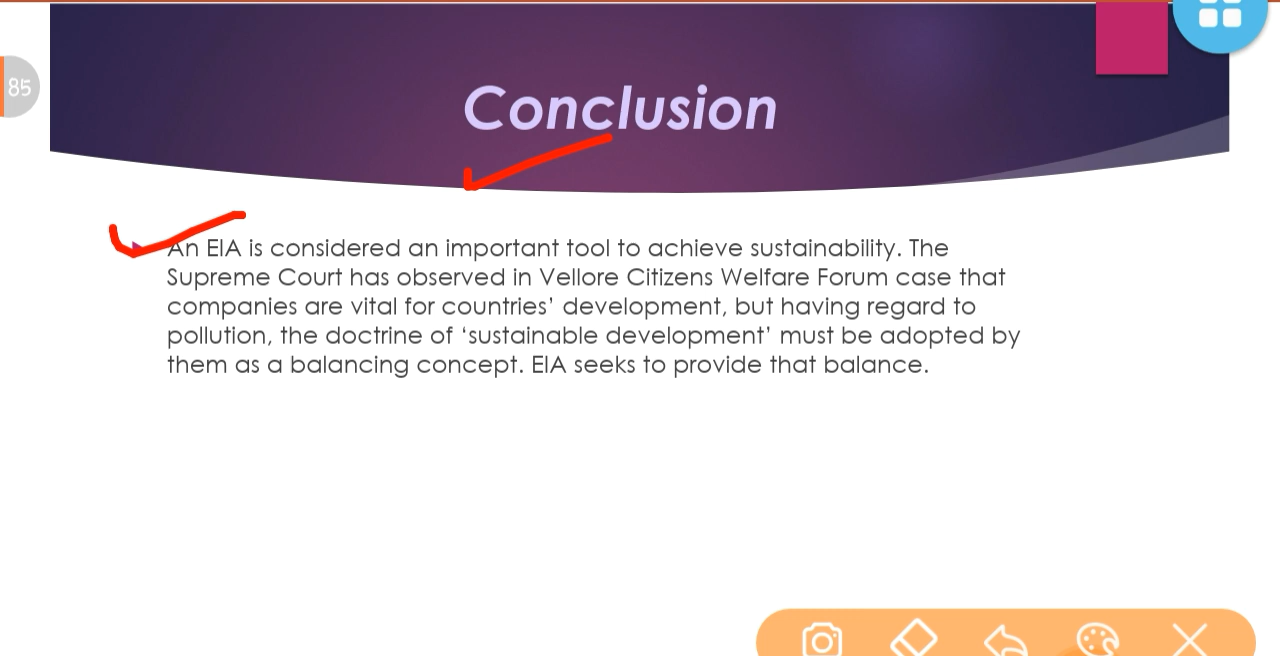 85
Conclusion
An EIA is considered an important tool to achieve sustainability. The
Supreme Court has observed in Vellore Citizens Welfare Forum case that
companies are vital for countries’ development, but having regard to
pollution, the doctrine of ‘sustainable development’ must be adopted by
them as a balancing concept. EIA seeks to provide that balance.